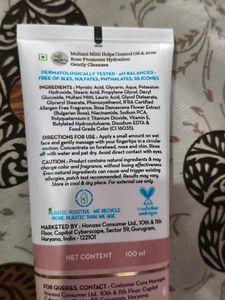 Multani Mitti Helps Control Oil & Acne
Rose Promotes Hydration
Gently Cleanses
DERMATOLOGICALLY TESTED - pH BALANCED -
FREE OF SLES, SULFATES, PHTHALATES, SILICONES
INGREDIENTS : Myristic Acid, Glycerin, Aqua, Potassium
Hydroxide, Stearic Acid, Propylene Glycol, Decyl
Glucoside, Multani Mitti, Lauric Acid, Glycol Distearate,
Glyceryl Stearate, Phenoxyethanol, IFRA Certified
Allergen Free Fragrance, Rosa Damascena Flower Extract
(Bulgarian Rose), Niacinamide, Sodium PCA,
Polyquaternium-7, Titanium Dioxide, Vitamin E,
Butylated Hydroxytoluene, Disodium EDTA &
Food Grade Color (CI 16035).
DIRECTIONS FOR USE : Apply a small amount on wet
face and gently massage with your fingertips in a circular
motion. Concentrate on forehead, nose and chin. Rinse
off with water and pat dry. Avoid direct contact with eyes.
Caution : Product contains natural ingredients & may
change color and fragrance, without losing effectiveness.
Even natural ingredients can cause and trigger different
allergies, patch test recommended. Results may vary.
Store in cool & dry place. For external use only.
PLASTIC POSITIVE - WE RECYCLE
MORE PLASTIC THAN WE USE.
MARKETED BY : Honasa Consumer Ltd., 10th & 11th
Floor, Capital Cyberscape, Sector 59, Gurugram,
Haryana, India - 122101
NET CONTENT 100 ml
FOR QUERIES, CONTACT : Customer Care Manager
Honasa Consumer Ltd., 10th & 11th Floor, Capital